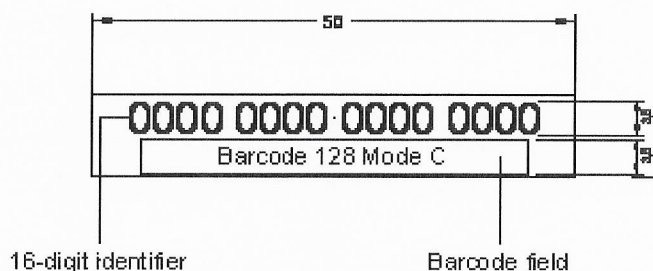 50
0000 0000 0000 0000
Barcode 128 Mode C
16-digit identifier
Barcode field